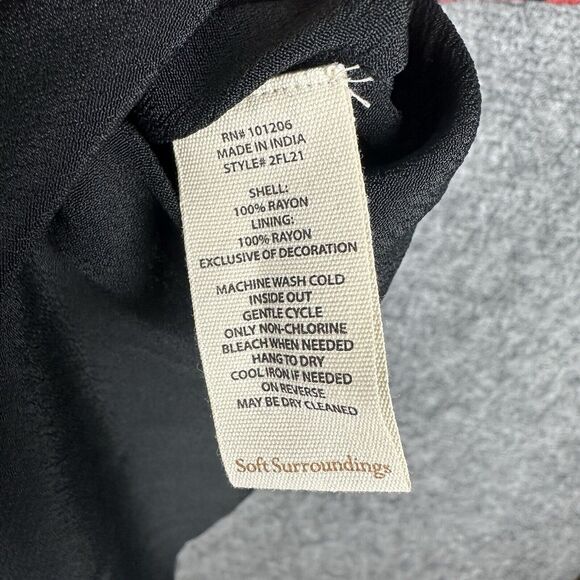 RN# 101206
MADE IN INDIA
STYLE# 2FL21
SHELL:
100% RAYON
LINING:
100% RAYON
EXCLUSIVE OF DECORATION
MACHINE WASH COLD
INSIDE OUT
GENTLE CYCLE
ONLY NON-CHLORINE
BLEACH WHEN NEEDED
HANG TO DRY
COOL IRON IF NEEDED
ON REVERSE
MAY BE DRY CLEANED
Soft Surroundings